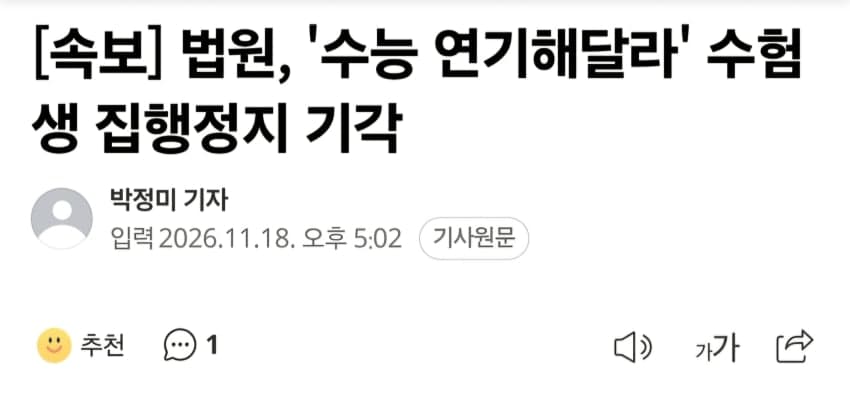 [속보] 법원, '수능 연기해달라' 수험
생 집행정지 기각
박정미 기자
입력 2026.11.18. 오후 5:02 기사원문
추천 1 가가